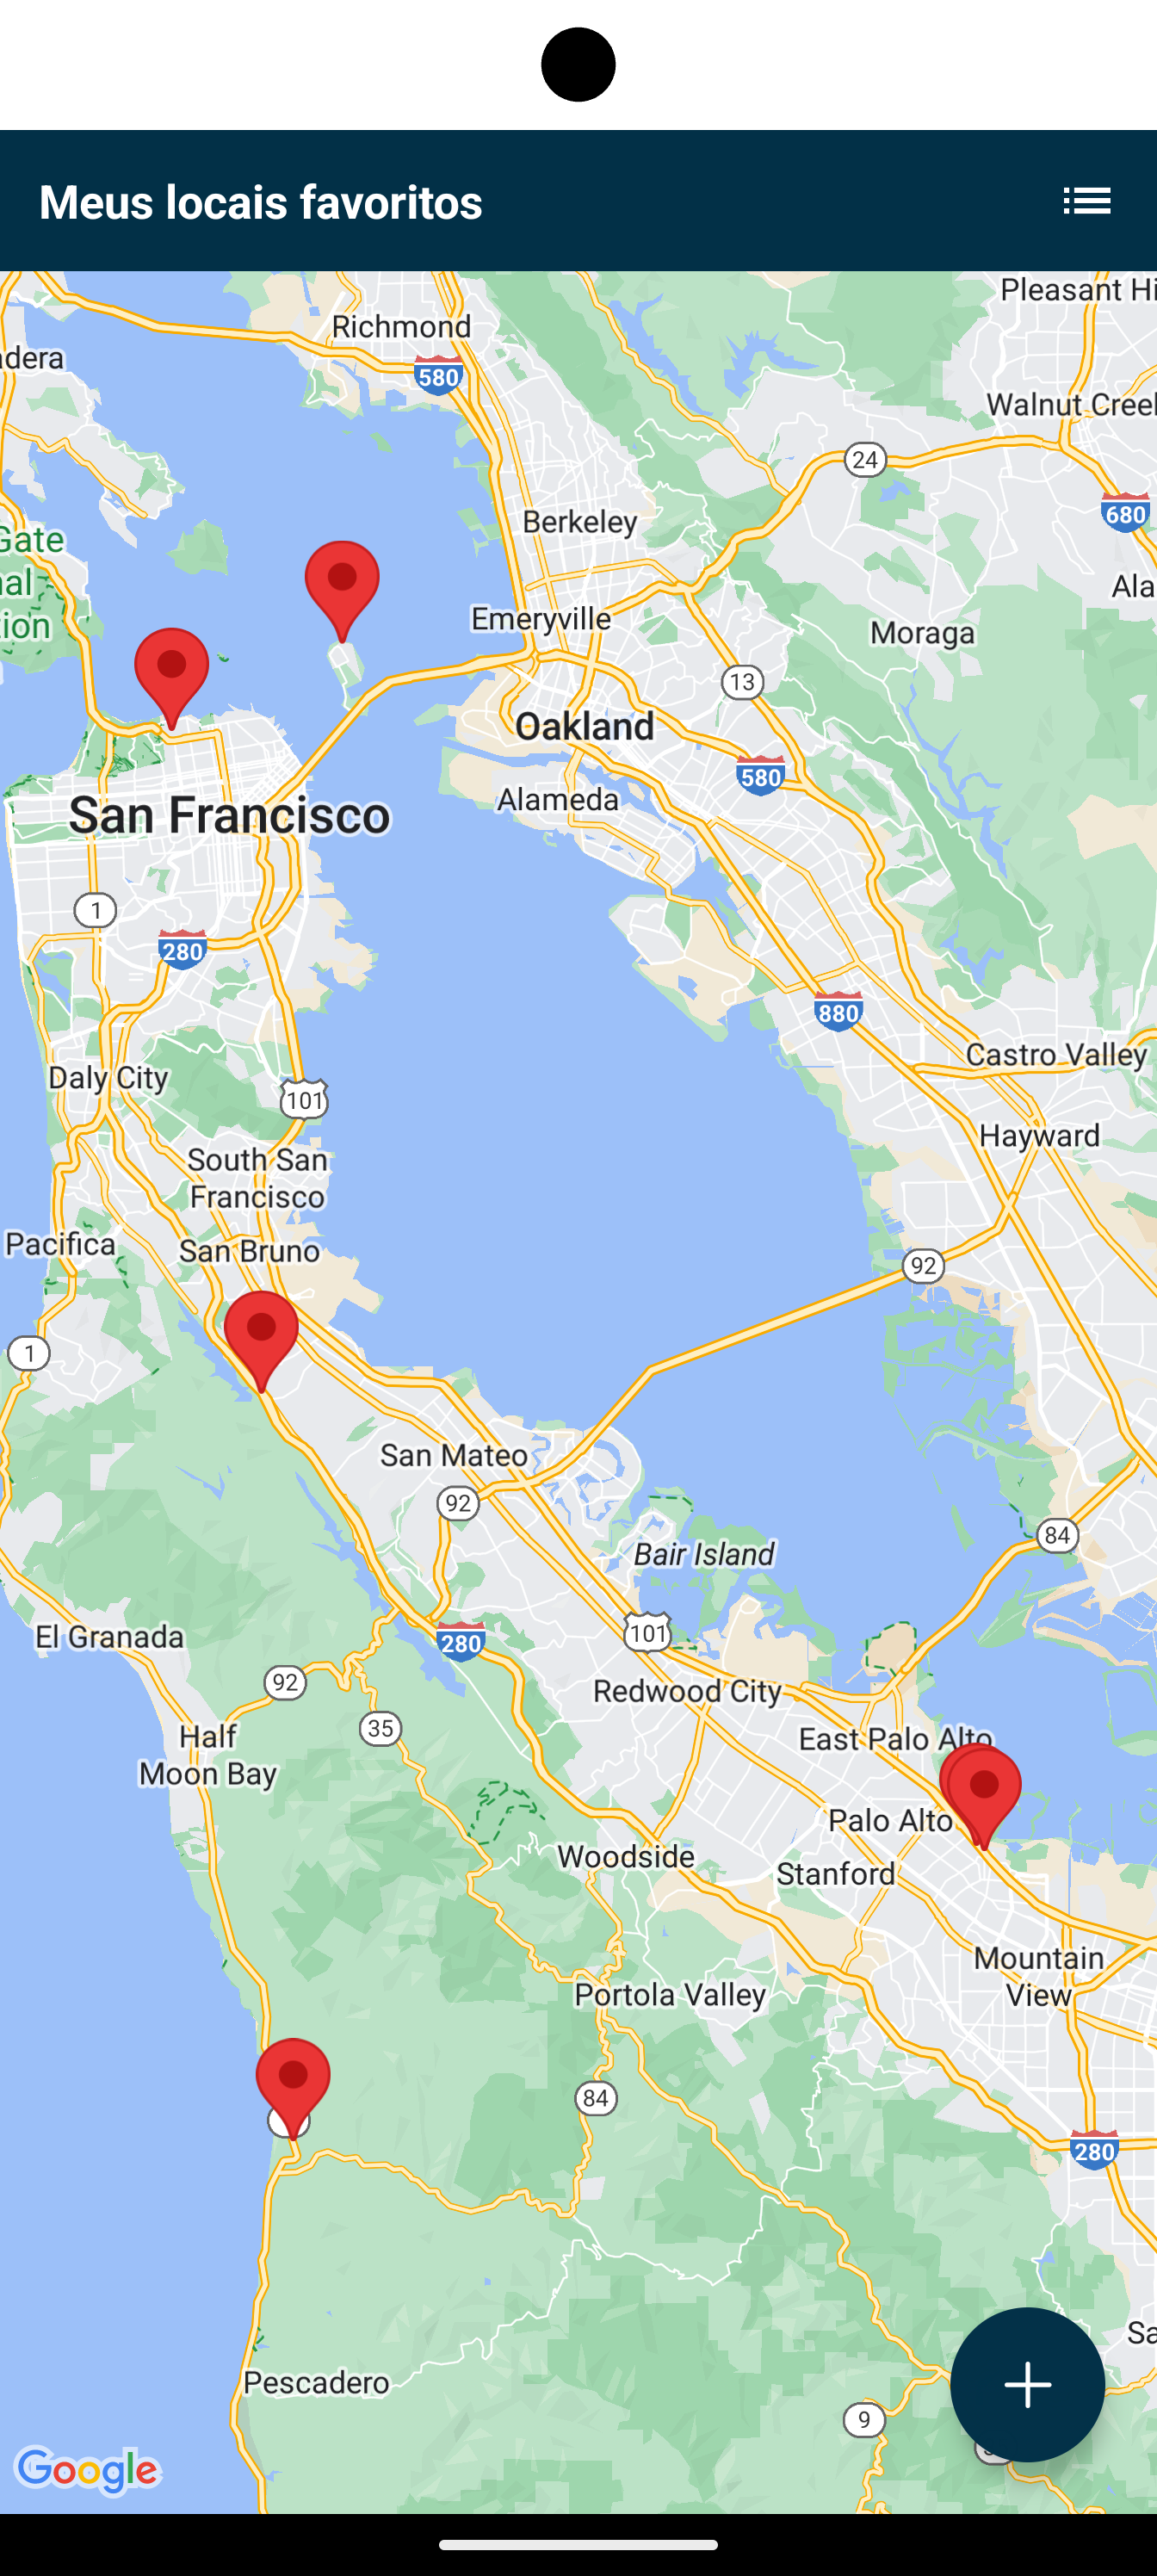 Meus locais favoritos
Pleasant Hi
Richmond
adera
580
Walnut Creek
24
680
Berkeley
Gate
nal
tion
Ala
Emeryville
Moraga
13
Oakland
580
Alameda
San Francisco
1
280
880
Castro Valley
Daly City
101
Hayward
South San
Francisco
Pacifica
San Bruno
92
1
San Mateo
92
84
Bair Island
El Granada
101
280
92
Redwood City
35
Half
Moon Bay
East Palo Alto
Palo Alto
Woodside
Stanford
Mountain
View
Portola Valley
84
280
Sa
Pescadero
9
Google